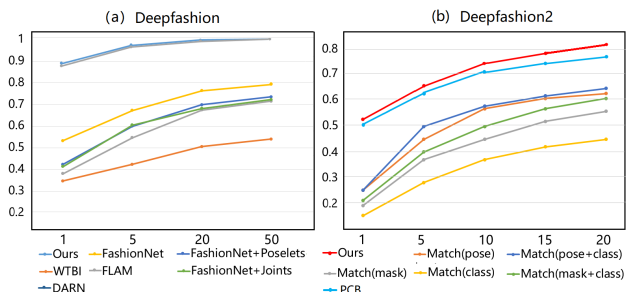 (a) Deepfashion
1
0.9
0.8
0.7
0.6
0.5
0.4
0.3
0.2
1 5 20 50
Ours FashionNet FashionNet+Poselets
WTBI FLAM FashionNet+Joints
DARN
(b) Deepfashion2
0.8
0.7
0.6
0.5
0.4
0.3
0.2
1 5 10 15 20
Ours Match(pose) Match(pose+class)
Match(mask) Match(class) Match(mask+class)
PCB